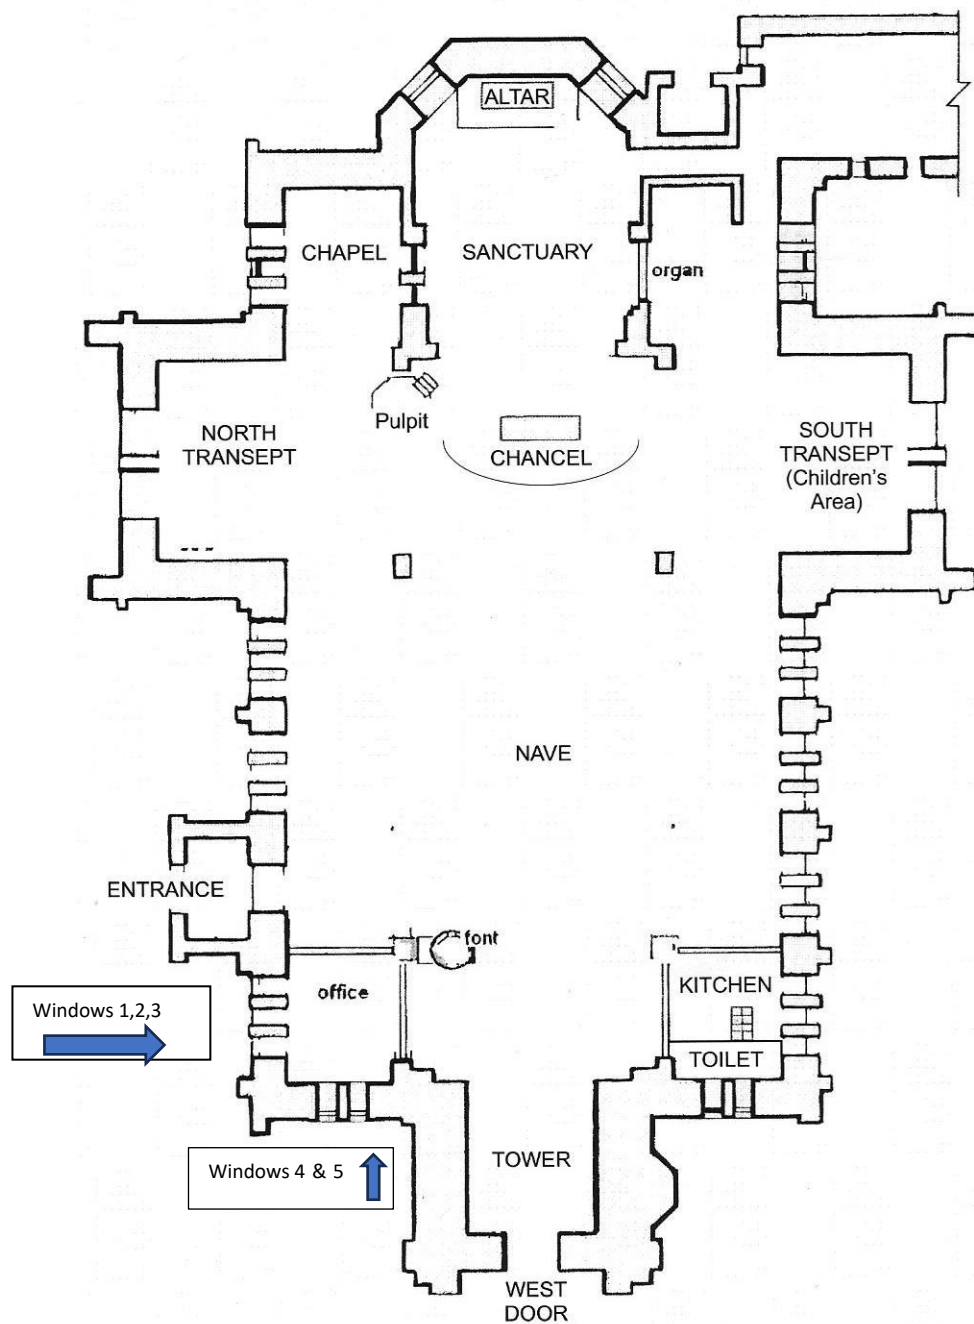 ALTAR
CHAPEL
SANCTUARY
organ
Pulpit
NORTH
TRANSEPT
CHANCEL
SOUTH
TRANSEPT
(Children's
Area)
NAVE
ENTRANCE
font
office
KITCHEN
Windows 1,2,3
TOILET
Windows 4 & 5
TOWER
WEST
DOOR